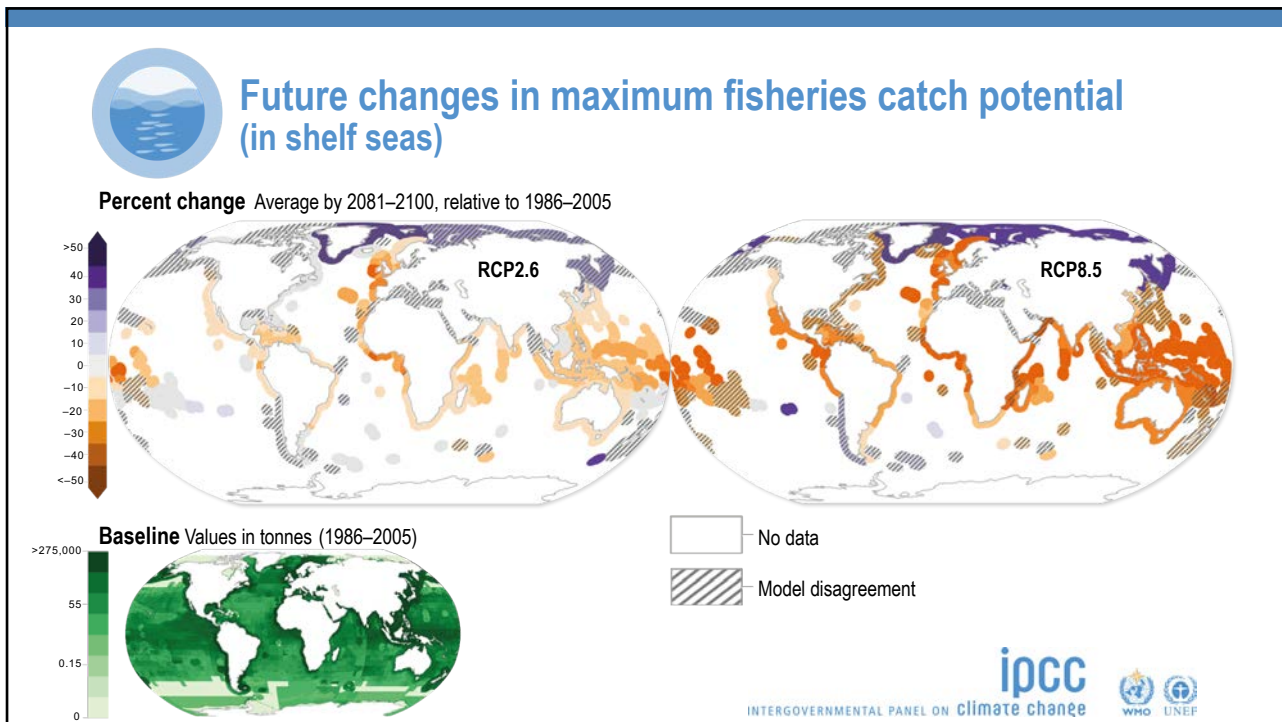 Future changes in maximum fisheries catch potential
(in shelf seas)
Percent change Average by 2081–2100, relative to 1986–2005
>50
40
30
20
10
0
–10
–20
–30
–40
<–50
RCP2.6
RCP8.5
Baseline Values in tonnes (1986–2005)
>275,000
55
0.15
0
No data
Model disagreement
ipcc
INTERGOVERNMENTAL PANEL ON climate change
WMO
UNEP